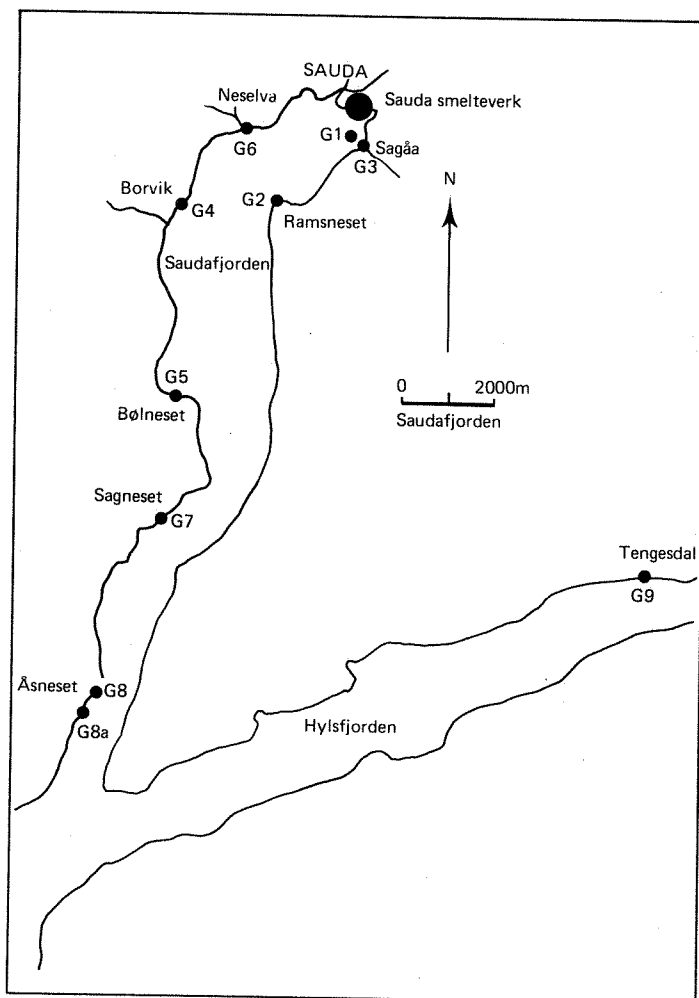 SAUDA
Neselva
Sauda smelteverk
G1
G6
Sagåa
G3
N
Borvik
G2
G4
Ramsneset
Saudafjorden
0 2000m
G5
Saudafjorden
Bølneset
Sagneset
G7
Tengesdal
G9
Åsneset
G8
G8a
Hylsfjorden